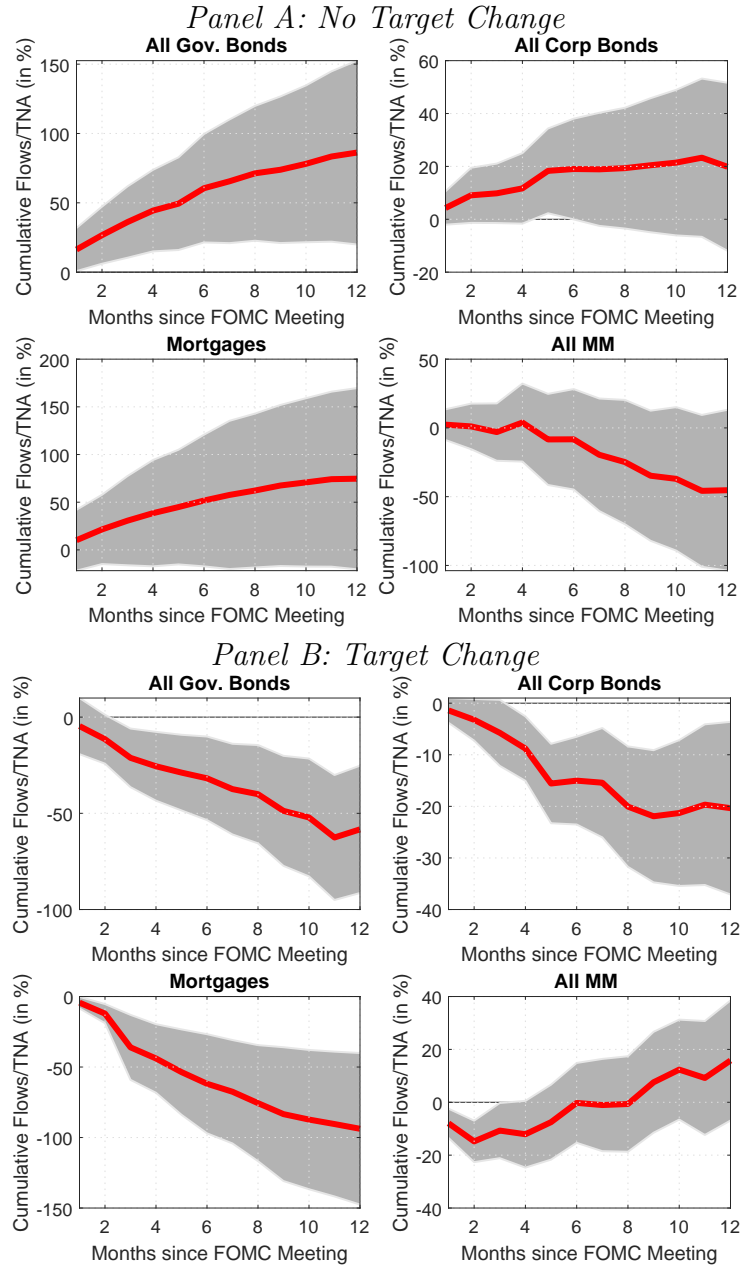 Panel A: No Target Change
All Gov. Bonds
Cumulative Flows/TNA (in %)
150
100
50
0
2 4 6 8 10 12
Months since FOMC Meeting
All Corp Bonds
Cumulative Flows/TNA (in %)
60
40
20
0
-20
2 4 6 8 10 12
Months since FOMC Meeting
Mortgages
Cumulative Flows/TNA (in %)
200
150
100
50
0
2 4 6 8 10 12
Months since FOMC Meeting
All MM
Cumulative Flows/TNA (in %)
50
0
-50
-100
2 4 6 8 10 12
Months since FOMC Meeting
Panel B: Target Change
All Gov. Bonds
Cumulative Flows/TNA (in %)
0
-50
-100
2 4 6 8 10 12
Months since FOMC Meeting
All Corp Bonds
Cumulative Flows/TNA (in %)
0
-10
-20
-30
-40
2 4 6 8 10 12
Months since FOMC Meeting
Mortgages
Cumulative Flows/TNA (in %)
0
-50
-100
-150
2 4 6 8 10 12
Months since FOMC Meeting
All MM
Cumulative Flows/TNA (in %)
40
20
0
-20
-40
2 4 6 8 10 12
Months since FOMC Meeting